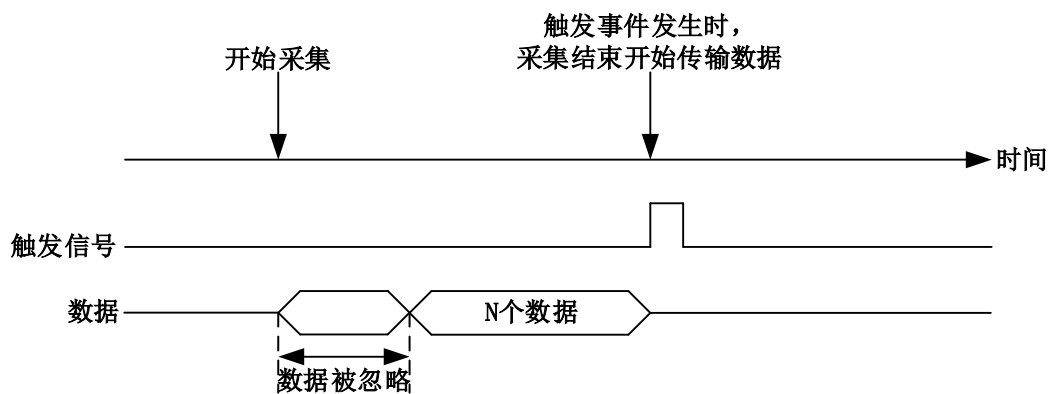 开始采集
触发事件发生时，
采集结束开始传输数据
时间
触发信号
数据
N个数据
数据被忽略